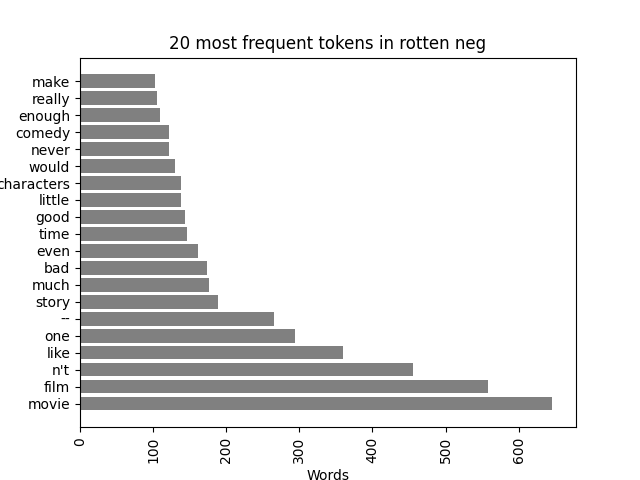 20 most frequent tokens in rotten neg
make
really
enough
comedy
never
would
characters
little
good
time
even
bad
much
story
--
one
like
n't
film
movie
0 100 200 300 400 500 600
Words